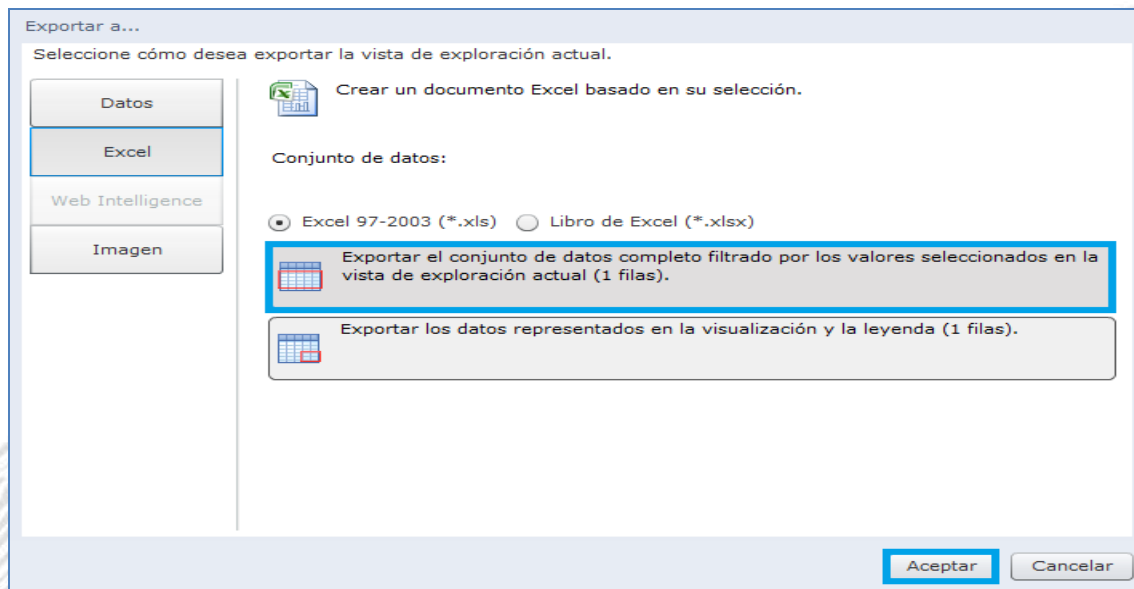 Exportar a...
Seleccione cómo desea exportar la vista de exploración actual.
Datos
Excel
Web Intelligence
Imagen
Crear un documento Excel basado en su selección.
Conjunto de datos:
Excel 97-2003 (*.xls) Libro de Excel (*.xlsx)
Exportar el conjunto de datos completo filtrado por los valores seleccionados en la
vista de exploración actual (1 filas).
Exportar los datos representados en la visualización y la leyenda (1 filas).
Aceptar Cancelar